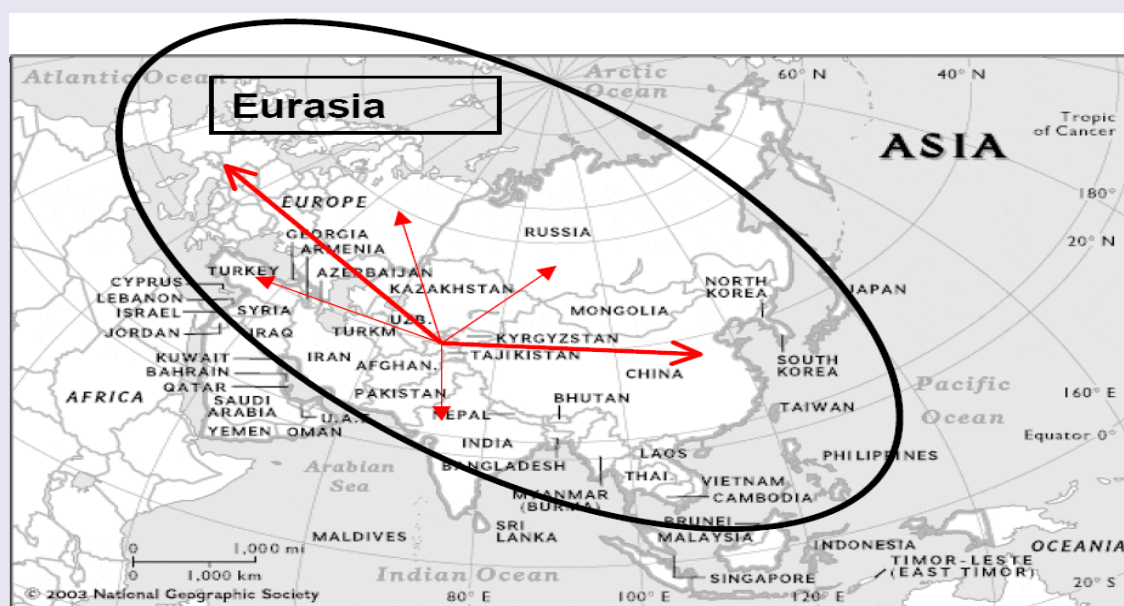 Atlantic Ocean
Arctic
Ocean
60° N
40° N
Eurasia
Tropic
of Cancer
ASIA
180°
EUROPE
RUSSIA
20° N
GEORGIA
ARMENIA
TURKEY
AZERBAIJAN
CYPRUS
KAZAKHSTAN
NORTH
KOREA
JAPAN
LEBANON
ISRAEL
SYRIA
MONGOLIA
UZB.
JORDAN
IRAQ
TURKM
KYRGYZSTAN
KUWAIT
IRAN
TAJIKISTAN
SOUTH
KOREA
AFGHAN.
BAHRAIN
CHINA
QATAR
PAKISTAN
Pacific
Ocean
160° E
AFRICA
SAUDI
ARABIA
U.A.E
NEPAL
BHUTAN
TAIWAN
YEMEN
OMAN
INDIA
Equator 0°
LAOS
PHILIPPINES
Arabian
Sea
BANGLADESH
THAI.
VIETNAM
CAMBODIA
MYANMAR
(BURMA)
BRUNEI
MALDIVES
SRI
LANKA
MALAYSIA
INDONESIA
OCEANIA
0
1,000 mi
0
1,000 km
Indian Ocean
SINGAPORE
TIMOR-LESTE
(EAST TIMOR)
20° S
© 2003 National Geographic Society
80° E
100° E
120° E